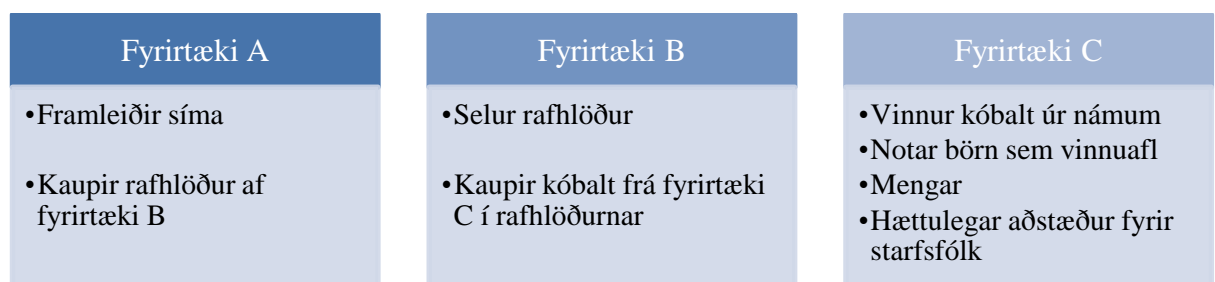 Fyrirtæki A
•Framleiðir síma
•Kaupir rafhlöður af
fyrirtæki B
Fyrirtæki B
•Selur rafhlöður
•Kaupir kóbalt frá fyrirtæki
C í rafhlöðurnar
Fyrirtæki C
•Vinnur kóbalt úr námum
•Notar börn sem vinnuafl
•Mengar
•Hættulegar aðstæður fyrir
starfsfólk